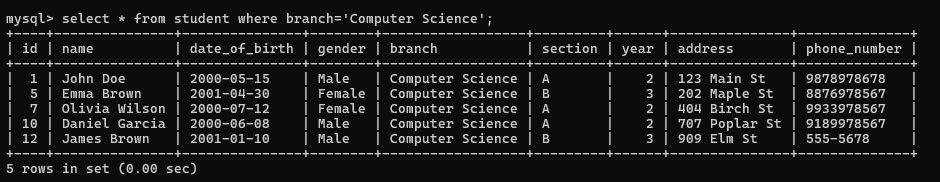 mysql> select * from student where branch='Computer Science';
+----+---------------+---------------+--------+------------------+---------+------+---------------+--------------+
| id | name          | date_of_birth | gender | branch           | section | year | address       | phone_number |
+----+---------------+---------------+--------+------------------+---------+------+---------------+--------------+
|  1 | John Doe      | 2000-05-15    | Male   | Computer Science | A       |    2 | 123 Main St   | 9878978678   |
|  5 | Emma Brown    | 2001-04-30    | Female | Computer Science | B       |    3 | 202 Maple St  | 8876978567   |
|  7 | Olivia Wilson | 2000-07-12    | Female | Computer Science | A       |    2 | 404 Birch St  | 9933978567   |
| 10 | Daniel Garcia | 2000-06-08    | Male   | Computer Science | A       |    2 | 707 Poplar St | 9189978567   |
| 12 | James Brown   | 2001-01-10    | Male   | Computer Science | B       |    3 | 909 Elm St    | 555-5678     |
+----+---------------+---------------+--------+------------------+---------+------+---------------+--------------+
5 rows in set (0.00 sec)